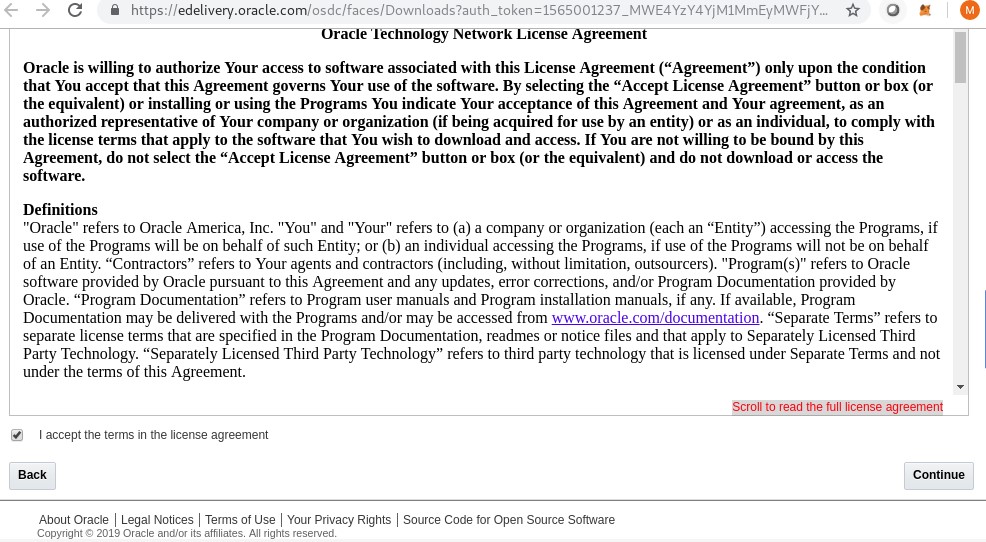 https://edelivery.oracle.com/osdc/faces/Downloads?auth_token=1565001237_MWE4YzY4YjM1MmEyMWFjY...
M
Oracle Technology Network License Agreement
Oracle is willing to authorize Your access to software associated with this License Agreement (“Agreement”) only upon the condition
that You accept that this Agreement governs Your use of the software. By selecting the “Accept License Agreement” button or box (or
the equivalent) or installing or using the Programs You indicate Your acceptance of this Agreement and Your agreement, as an
authorized representative of Your company or organization (if being acquired for use by an entity) or as an individual, to comply with
the license terms that apply to the software that You wish to download and access. If You are not willing to be bound by this
Agreement, do not select the “Accept License Agreement” button or box (or the equivalent) and do not download or access the
software.
Definitions
"Oracle" refers to Oracle America, Inc. "You" and "Your" refers to (a) a company or organization (each an “Entity”) accessing the Programs, if
use of the Programs will be on behalf of such Entity; or (b) an individual accessing the Programs, if use of the Programs will not be on behalf
of an Entity. “Contractors” refers to Your agents and contractors (including, without limitation, outsourcers). "Program(s)" refers to Oracle
software provided by Oracle pursuant to this Agreement and any updates, error corrections, and/or Program Documentation provided by
Oracle. “Program Documentation” refers to Program user manuals and Program installation manuals, if any. If available, Program
Documentation may be delivered with the Programs and/or may be accessed from www.oracle.com/documentation. “Separate Terms” refers to
separate license terms that are specified in the Program Documentation, readmes or notice files and that apply to Separately Licensed Third
Party Technology. “Separately Licensed Third Party Technology” refers to third party technology that is licensed under Separate Terms and not
under the terms of this Agreement.
Scroll to read the full license agreement
I accept the terms in the license agreement
Back
Continue
About Oracle | Legal Notices | Terms of Use | Your Privacy Rights | Source Code for Open Source Software
Copyright © 2019 Oracle and/or its affiliates. All rights reserved.